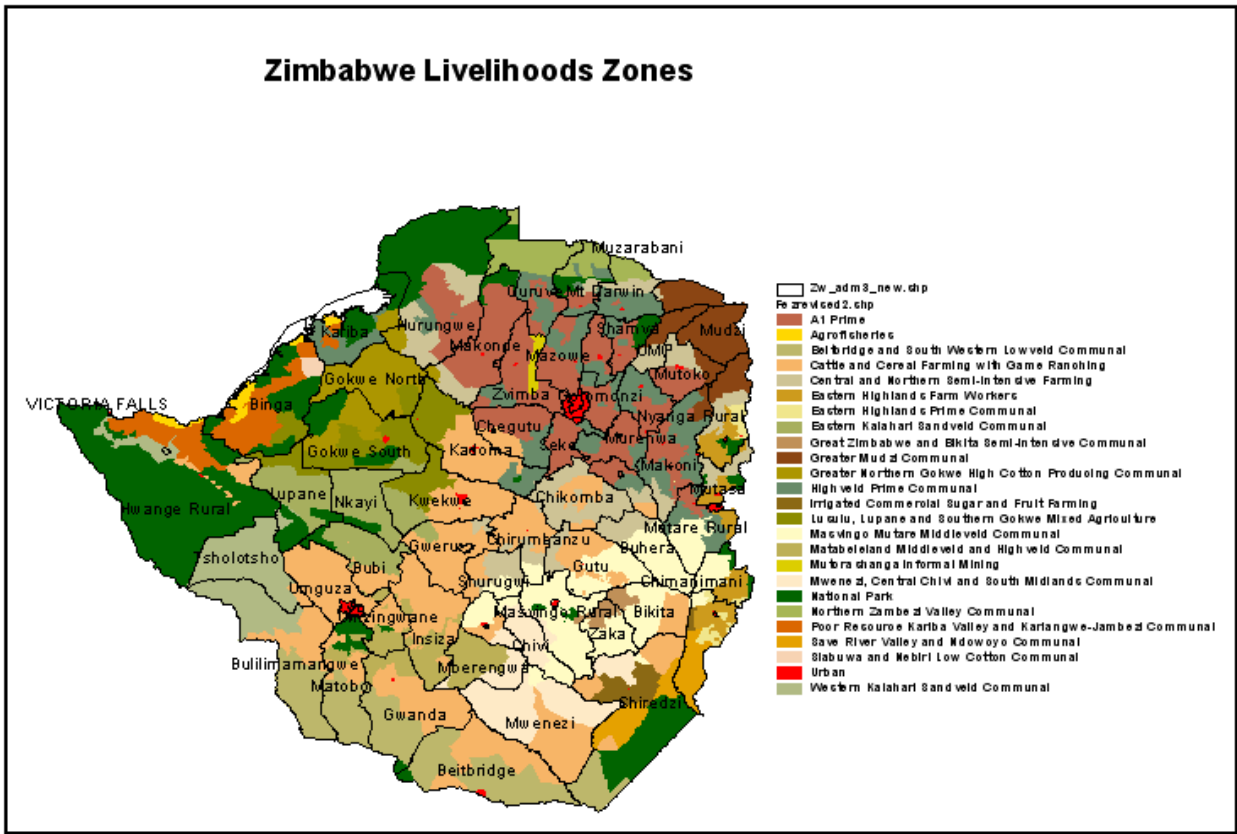 Zimbabwe Livelihoods Zones
Muzarabani
Guruve Mt Darwin
Kariba
Hurungwe
Shamva
Mudzi
Makonde
Mazowe
UMP
Mutoko
Gokwe North
Zvimba
Goromonzi
VICTORIA FALLS
Binga
Nyanga Rural
Chegutu
Murehwa
Seke
Gokwe South
Kadoma
Makoni
Mutasa
Lupane
Nkayi
Kwekwe
Chikomba
Hwange Rural
Mutare Rural
Tsholotsho
Gweru
Chirumhanzu
Buhera
Bubi
Gutu
Shurugwi
Chimanimani
Umguza
Umzingwane
Masvingo Rural
Bikita
Insiza
Zaka
Chivi
Bulilimamangwe
Mberengwa
Matobo
Chiredzi
Gwanda
Mwenezi
Beitbridge
Zw_adm3_new.shp
Fezrevised2.shp
A1 Prime
Agrofisheries
Beitbridge and South Western Lowveld Communal
Cattle and Cereal Farming with Game Ranching
Central and Northern Semi-Intensive Farming
Eastern Highlands Farm Workers
Eastern Highlands Prime Communal
Eastern Kalahari Sandveld Communal
Great Zimbabwe and Bikita Semi-Intensive Communal
Greater Mudzi Communal
Greater Northern Gokwe High Cotton Producing Communal
Highveld Prime Communal
Irrigated Commercial Sugar and Fruit Farming
Lusulu, Lupane and Southern Gokwe Mixed Agriculture
Masvingo Mutare Middleveld Communal
Matabeleland Middleveld and Highveld Communal
Mutorashanga Informal Mining
Mwenezi, Central Chivi and South Midlands Communal
National Park
Northern Zambezi Valley Communal
Poor Resource Kariba Valley and Kariangwe-Jambezi Communal
Save River Valley and Ndowoyo Communal
Siabuwa and Nebiri Low Cotton Communal
Urban
Western Kalahari Sandveld Communal